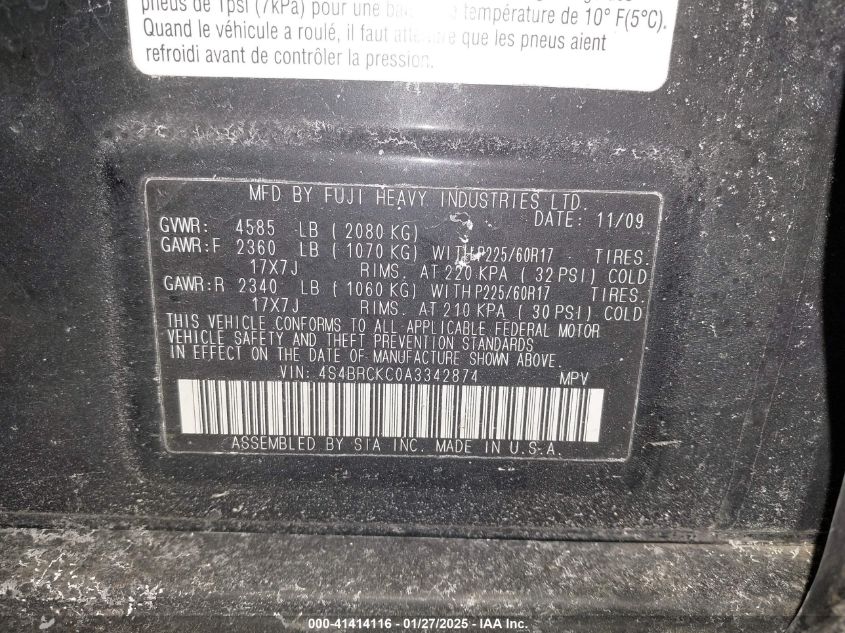 pneus de 1psi (7kPa) pour une température de 10° F(5°C).
Quand le véhicule a roulé, il faut que les pneus aient
refroidi avant de contrôler la pression.
MFD BY FUJI HEAVY INDUSTRIES LTD.
DATE: 11/09
GVWR: 4585 LB ( 2080 KG)
GAWR:F 2360 LB ( 1070 KG) WITH P225/60R17 TIRES.
17X7J RIMS. AT 220 KPA ( 32 PSI) COLD
GAWR:R 2340 LB ( 1060 KG) WITH P225/60R17 TIRES.
17X7J RIMS. AT 210 KPA ( 30 PSI) COLD
THIS VEHICLE CONFORMS TO ALL APPLICABLE FEDERAL MOTOR
VEHICLE SAFETY AND THEFT PREVENTION STANDARDS
IN EFFECT ON THE DATE OF MANUFACTURE SHOWN ABOVE.
VIN: 4S4BRCKC0A3342874 MPV
ASSEMBLED BY SIA INC. MADE IN U.S.A.
000-41414116 - 01/27/2025 - IAA Inc.